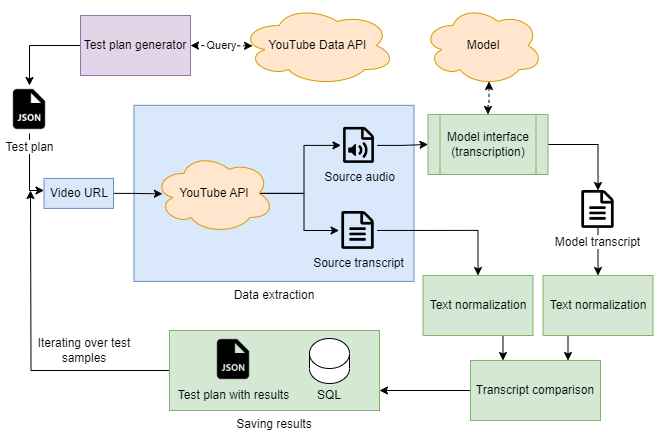 Test plan generator
Query
YouTube Data API
Model
JSON
Test plan
Model interface
(transcription)
Source audio
Video URL
YouTube API
Model transcript
Source transcript
Data extraction
Text normalization
Text normalization
Iterating over test
samples
JSON
Test plan with results
SQL
Transcript comparison
Saving results